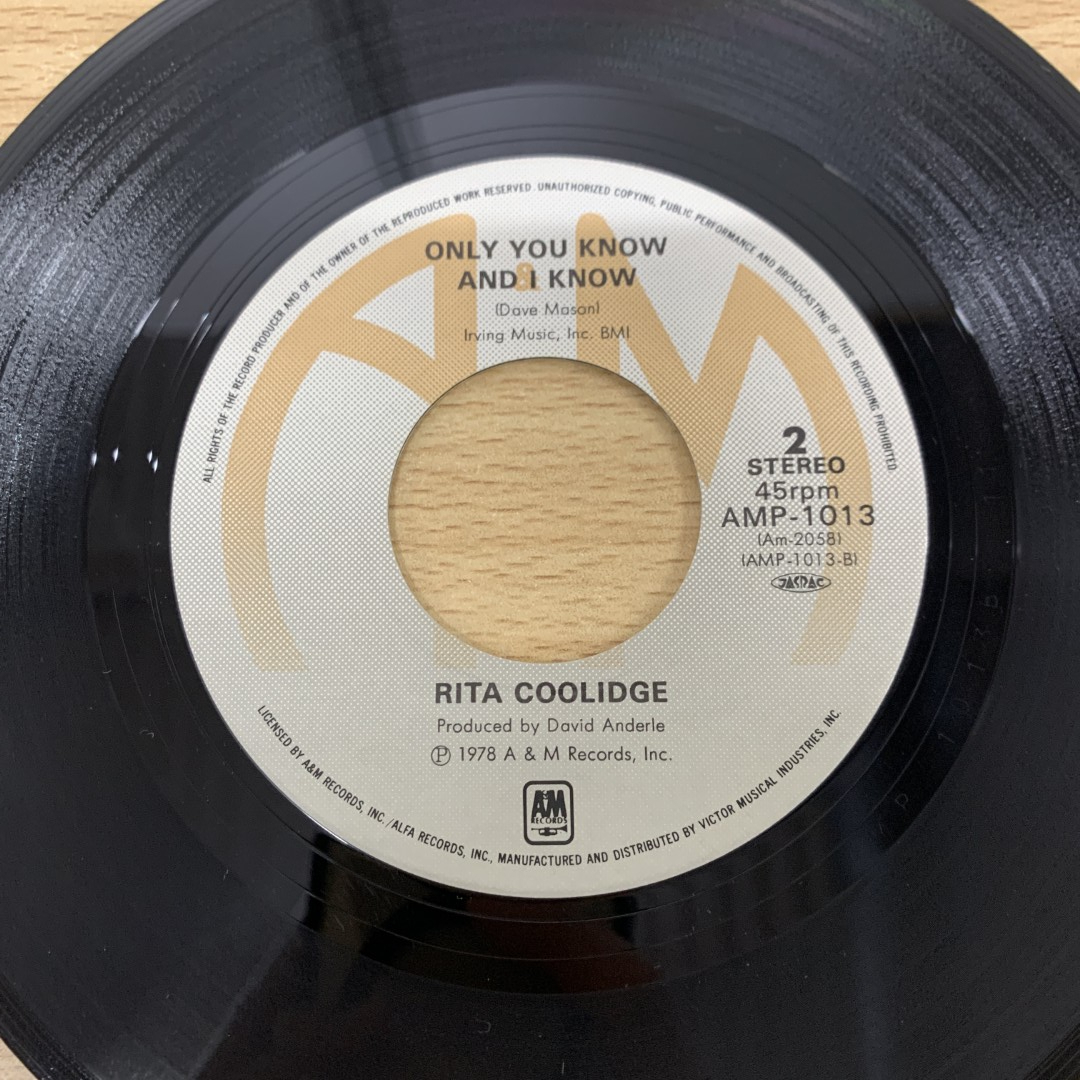 ALL RIGHTS OF THE RECORD PRODUCER AND OF THE OWNER OF THE REPRODUCED WORK RESERVED. UNAUTHORIZED COPYING, PUBLIC PERFORMANCE AND BROADCASTING OF THIS RECORDING PROHIBITED
ONLY YOU KNOW
AND I KNOW
(Dave Mason)
Irving Music, Inc. BMI
2
STEREO
45rpm
AMP-1013
(Am-2058)
(AMP-1013-B)
JASRAC
RITA COOLIDGE
Produced by David Anderle
Ⓟ 1978 A & M Records, Inc.
A&M
RECORDS
LICENSED BY A&M RECORDS, INC./ALFA RECORDS, INC., MANUFACTURED AND DISTRIBUTED BY VICTOR MUSICAL INDUSTRIES, INC.